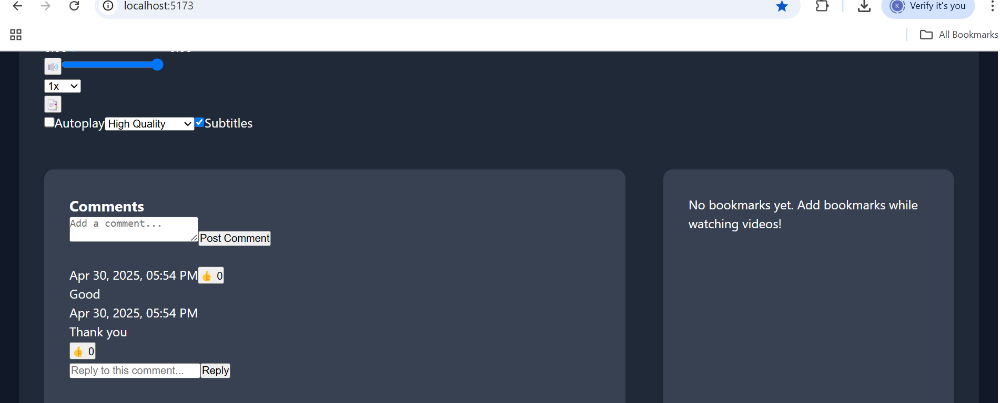 localhost:5173
K
Verify it's you
All Bookmarks
1x
Autoplay High Quality Subtitles
Comments
Add a comment...
Post Comment
Apr 30, 2025, 05:54 PM 👍 0
Good
Apr 30, 2025, 05:54 PM
Thank you
👍 0
Reply to this comment... Reply
No bookmarks yet. Add bookmarks while
watching videos!